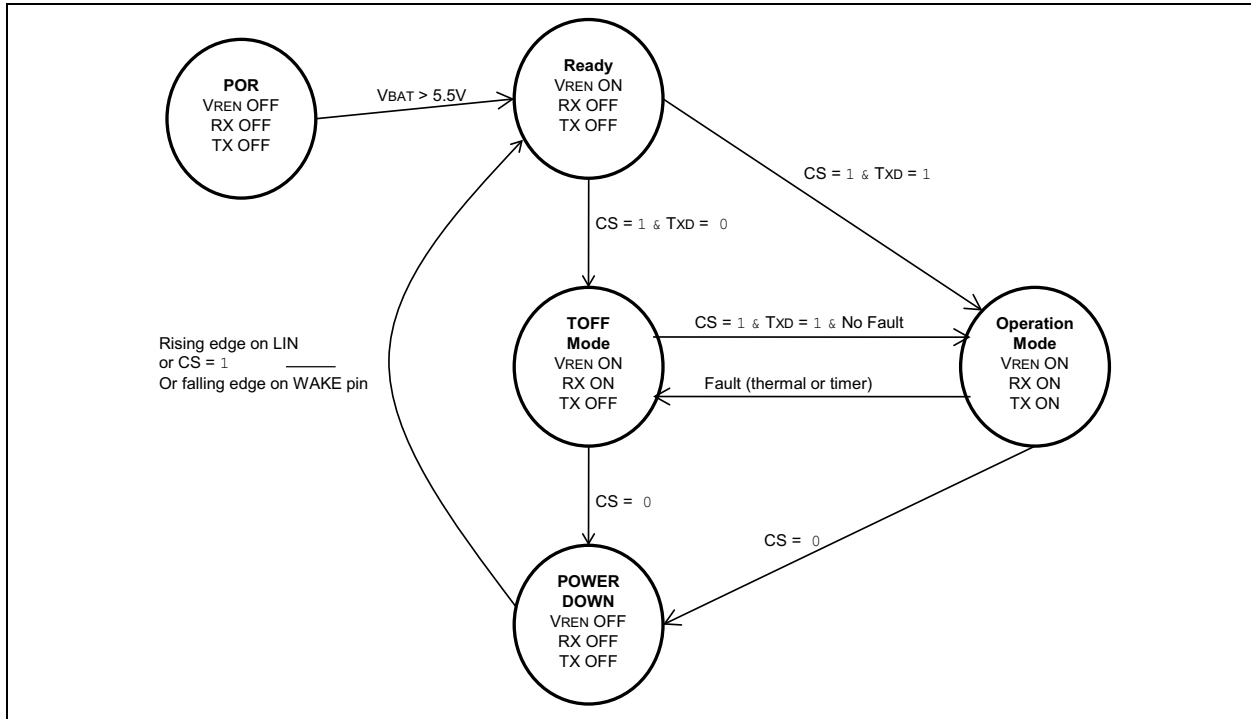 POR
VREN OFF
RX OFF
TX OFF
VBAT > 5.5V
Ready
VREN ON
RX OFF
TX OFF
CS = 1 & TXD = 1
CS = 1 & TXD = 0
Rising edge on LIN
or CS = 1
Or falling edge on WAKE pin
TOFF
Mode
VREN ON
RX ON
TX OFF
CS = 1 & TXD = 1 & No Fault
Fault (thermal or timer)
Operation
Mode
VREN ON
RX ON
TX ON
CS = 0
CS = 0
POWER
DOWN
VREN OFF
RX OFF
TX OFF